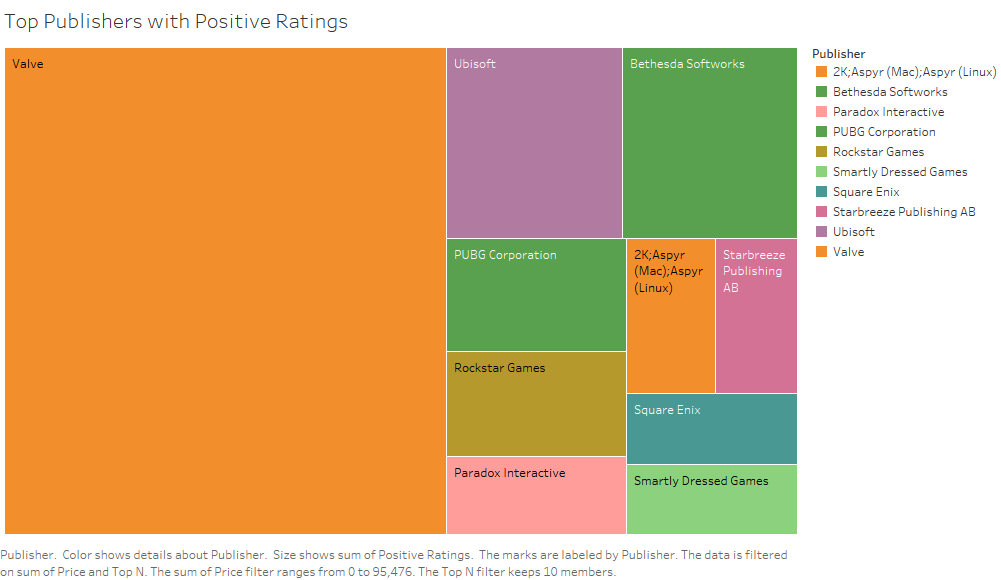 Top Publishers with Positive Ratings
Valve
Ubisoft
Bethesda Softworks
PUBG Corporation
2K;Aspyr
(Mac);Aspyr
(Linux)
Starbreeze
Publishing
AB
Rockstar Games
Square Enix
Paradox Interactive
Smartly Dressed Games
Publisher
2K;Aspyr (Mac);Aspyr (Linux)
Bethesda Softworks
Paradox Interactive
PUBG Corporation
Rockstar Games
Smartly Dressed Games
Square Enix
Starbreeze Publishing AB
Ubisoft
Valve
Publisher.  Color shows details about Publisher.  Size shows sum of Positive Ratings.  The marks are labeled by Publisher. The data is filtered
on sum of Price and Top N. The sum of Price filter ranges from 0 to 95,476. The Top N filter keeps 10 members.